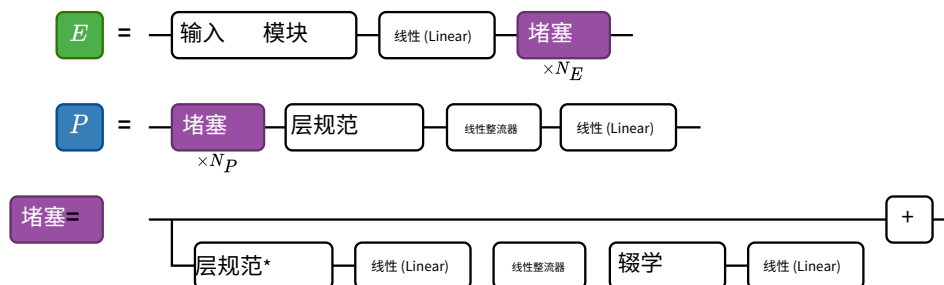 E = 输入 模块 线性 (Linear) 堵塞
×N_E
P = 堵塞 层规范 线性整流器 线性 (Linear)
×N_P
堵塞= +
层规范* 线性 (Linear) 线性整流器 辍学 线性 (Linear)